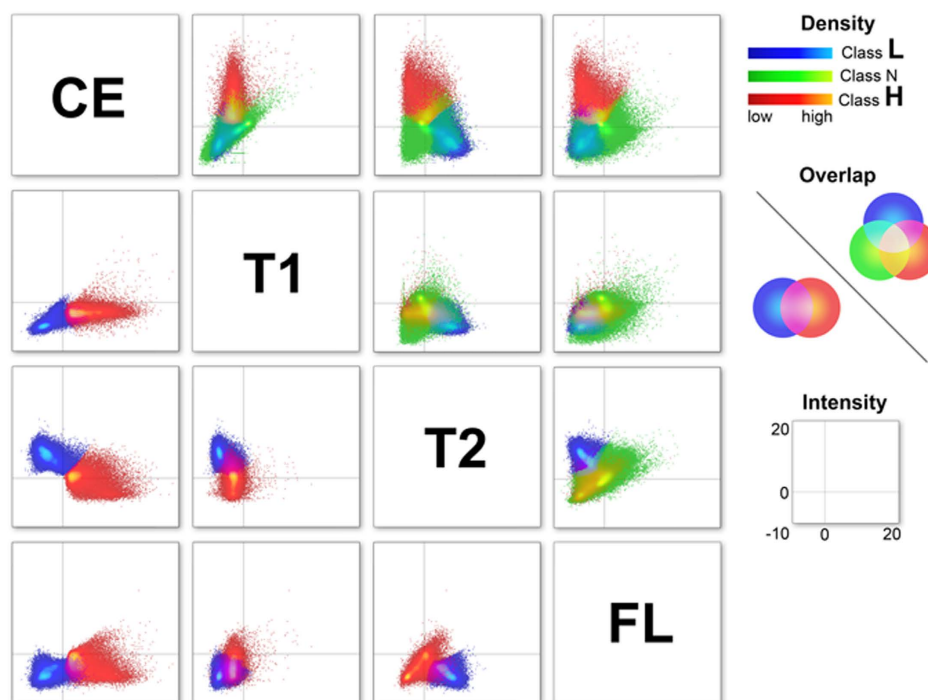 CE
T1
T2
FL
Density
Class L
Class N
Class H
low high
Overlap
Intensity
20
0
-10 0 20